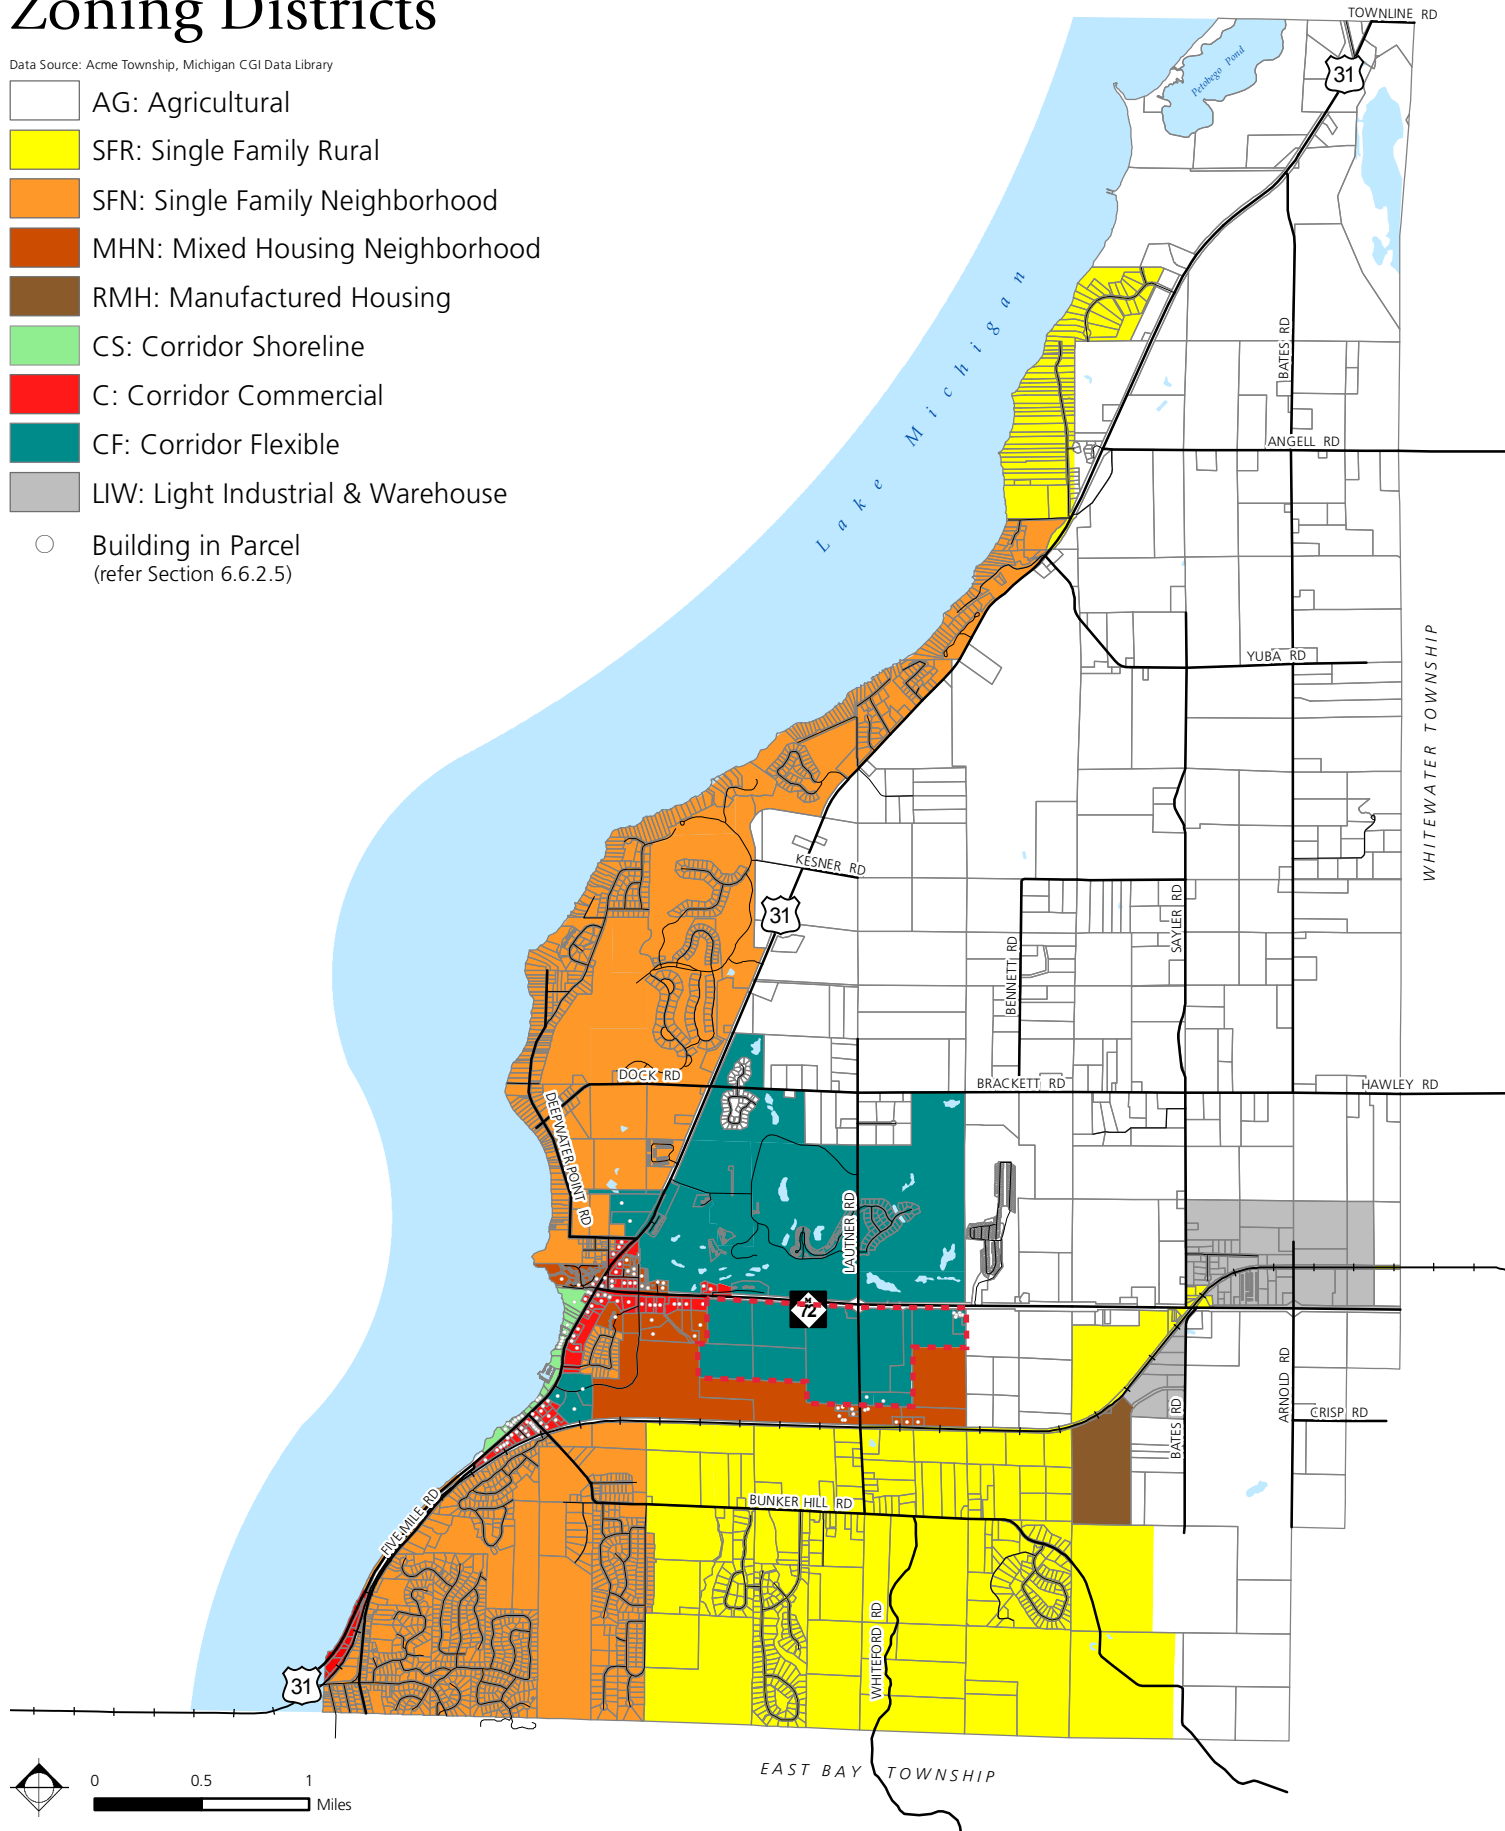 Zoning Districts
Data Source: Acme Township, Michigan CGI Data Library
AG: Agricultural
SFR: Single Family Rural
SFN: Single Family Neighborhood
MHN: Mixed Housing Neighborhood
RMH: Manufactured Housing
CS: Corridor Shoreline
C: Corridor Commercial
CF: Corridor Flexible
LIW: Light Industrial & Warehouse
Building in Parcel
(refer Section 6.6.2.5)
TOWNLINE RD
31
Petobego Pond
Lake Michigan
BATES RD
ANGELL RD
YUBA RD
WHITEWATER TOWNSHIP
KESNER RD
31
SAYLER RD
BENNETT RD
DOCK RD
BRACKETT RD
HAWLEY RD
DEEPWATER POINT RD
LAUTNER RD
M
72
ARNOLD RD
BATES RD
CRISP RD
BUNKER HILL RD
FIVE MILE RD
WHITEFORD RD
31
EAST BAY TOWNSHIP
0 0.5 1
Miles